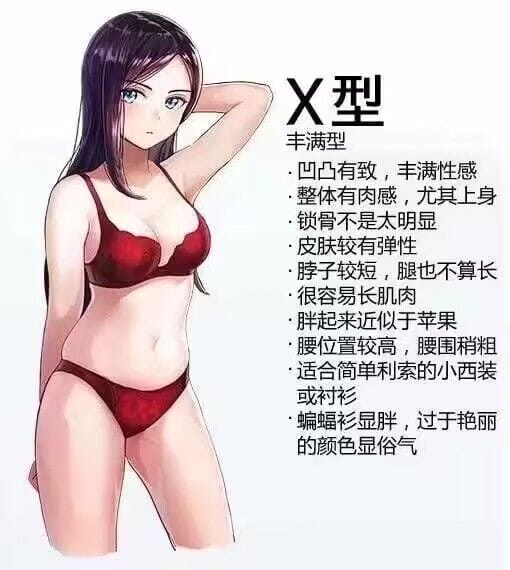 X型
丰满型
·凹凸有致，丰满性感
·整体有肉感，尤其上身
·锁骨不是太明显
·皮肤较有弹性
·脖子较短，腿也不算长
·很容易长肌肉
·胖起来近似于苹果
·腰位置较高，腰围稍粗
·适合简单利索的小西装
或衬衫
·蝙蝠衫显胖，过于艳丽
的颜色显俗气